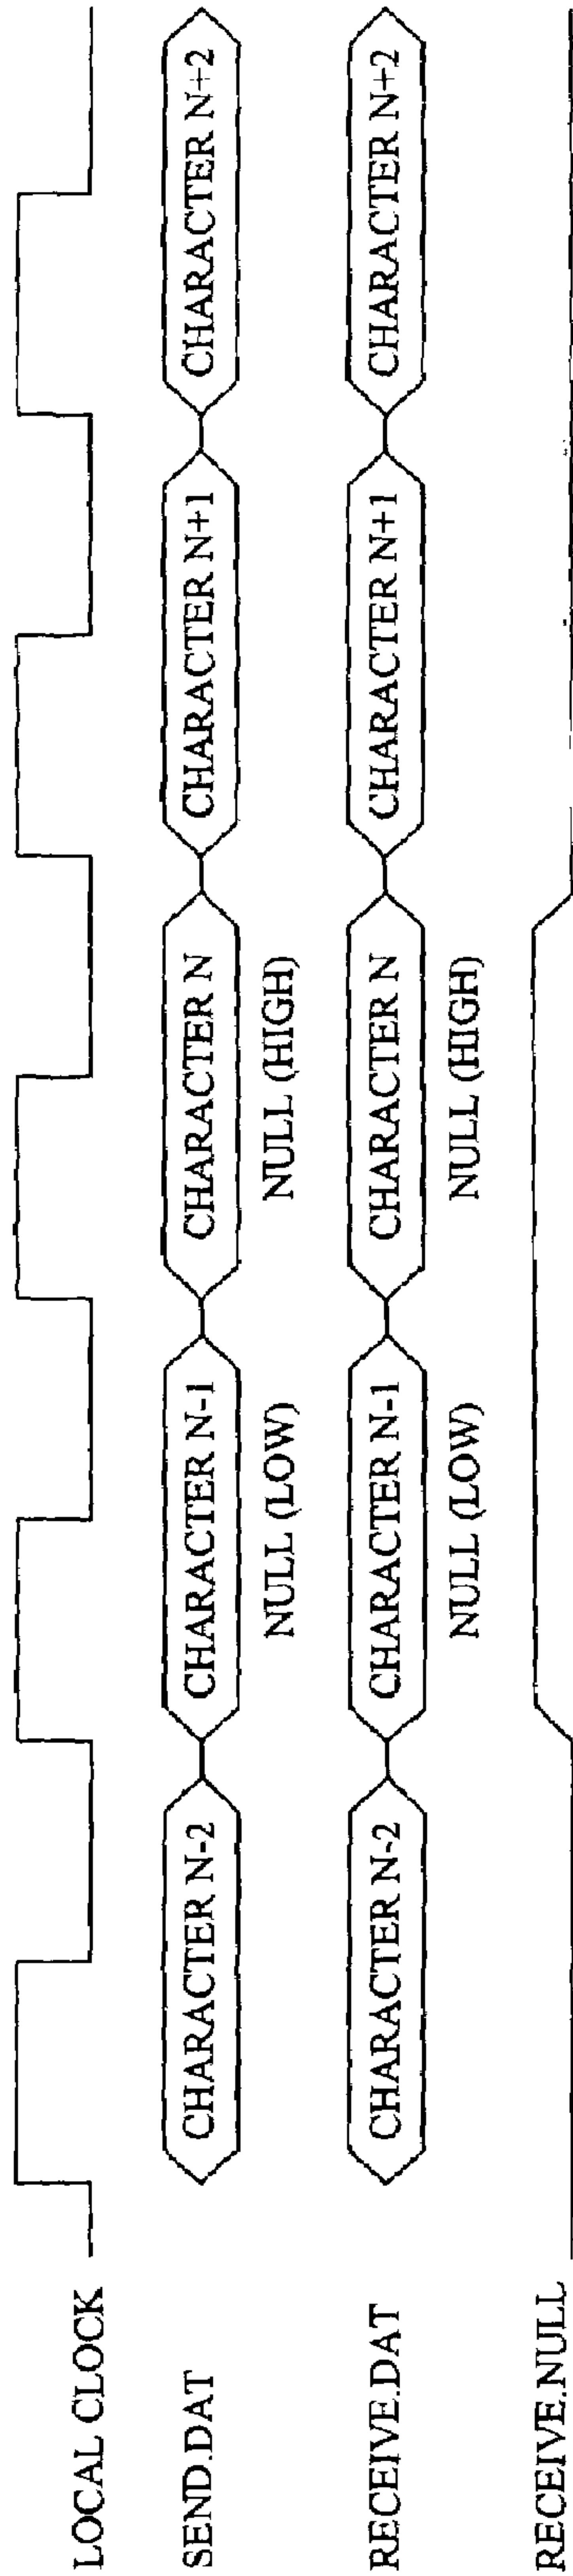 LOCAL CLOCK
SEND.DAT
CHARACTER N-2
CHARACTER N-1
CHARACTER N
CHARACTER N+1
CHARACTER N+2
NULL (LOW)
NULL (HIGH)
RECEIVE.DAT
CHARACTER N-2
CHARACTER N-1
CHARACTER N
CHARACTER N+1
CHARACTER N+2
NULL (LOW)
NULL (HIGH)
RECEIVE.NULL